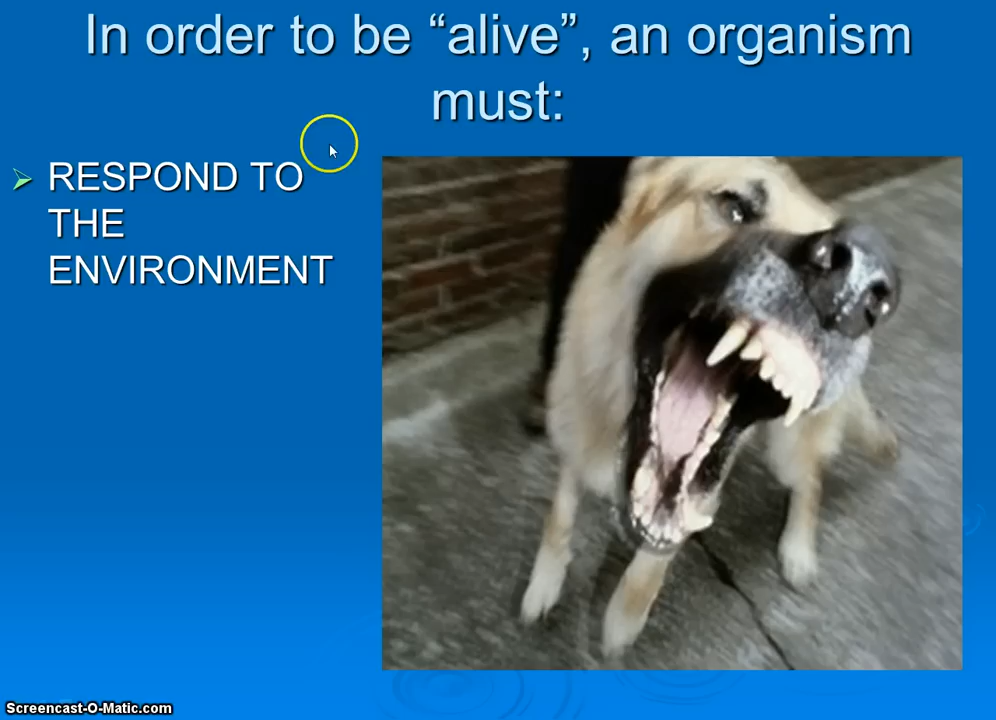 In order to be “alive”, an organism
must:
RESPOND TO
THE
ENVIRONMENT
Screencast-O-Matic.com